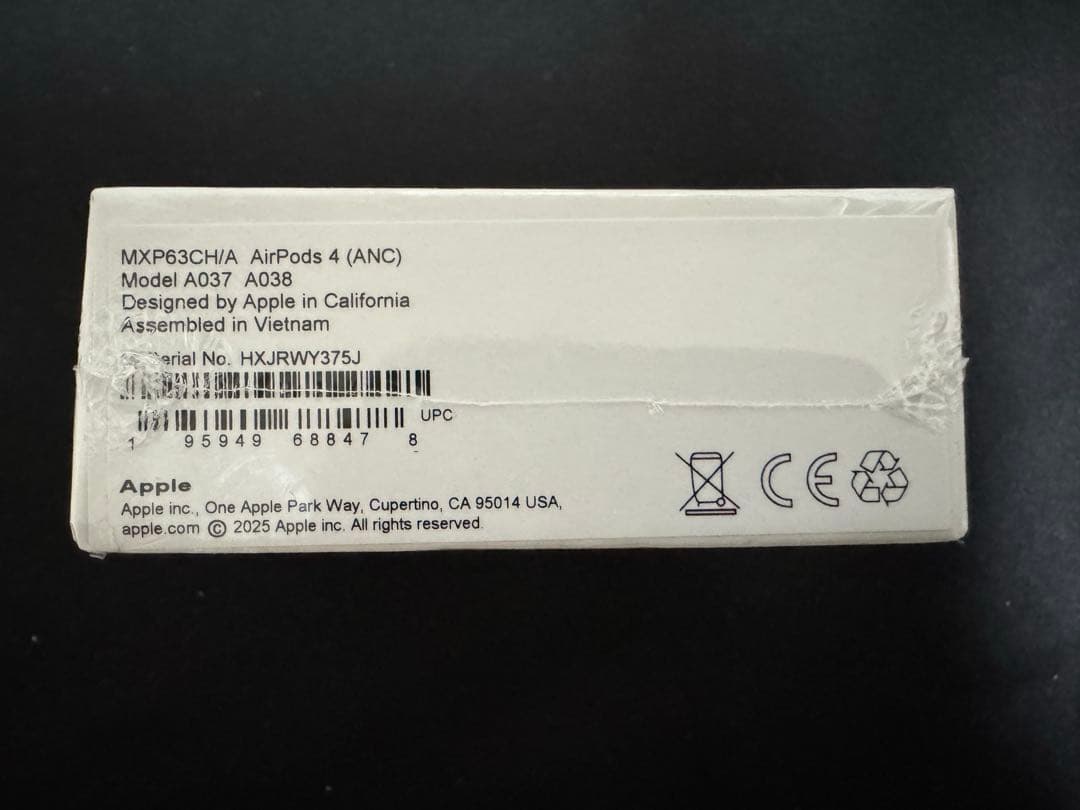 MXP63CH/A AirPods 4 (ANC)
Model A037 A038
Designed by Apple in California
Assembled in Vietnam
Serial No. HXJRWY375J
UPC
1 95949 68847 8
Apple
Apple inc., One Apple Park Way, Cupertino, CA 95014 USA,
apple.com © 2025 Apple inc. All rights reserved.
CE